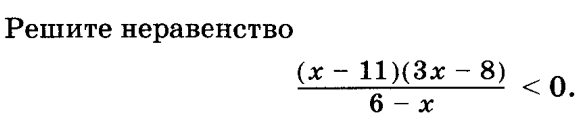 Решите неравенство
(x − 11)(3x − 8)
6 − x
< 0.